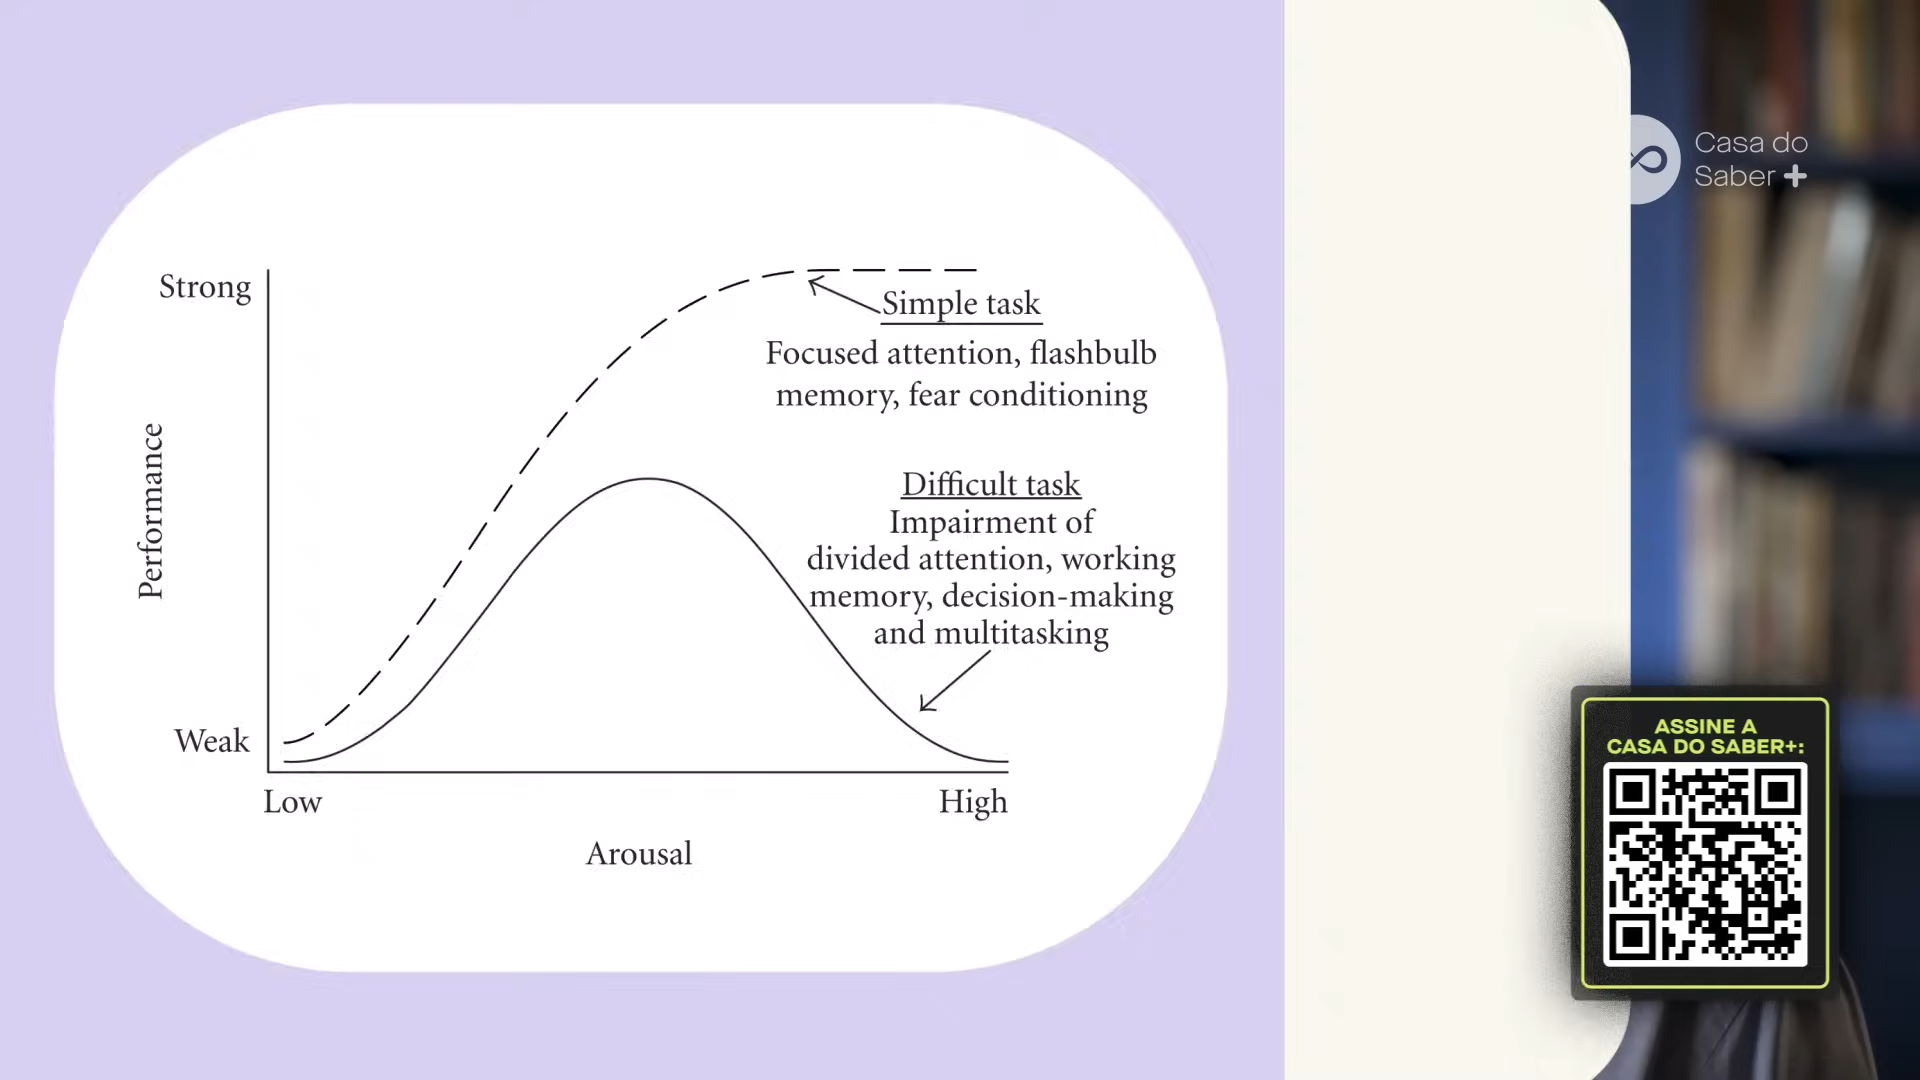 Strong
Simple task
Focused attention, flashbulb
memory, fear conditioning
Performance
Difficult task
Impairment of
divided attention, working
memory, decision-making
and multitasking
Weak
Low
High
Arousal
Casa do
Saber +
ASSINE A
CASA DO SABER+: